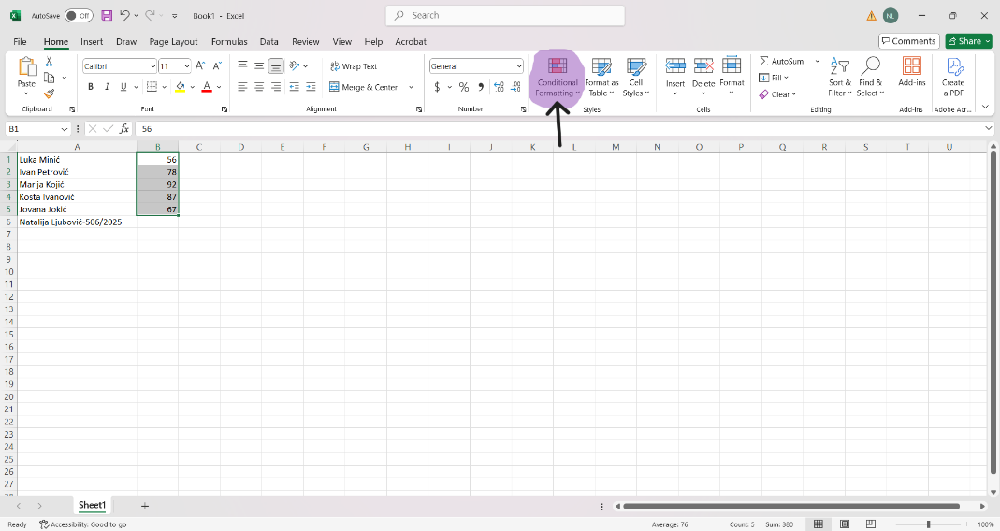 AutoSave Off Book1 - Excel Search NL
File Home Insert Draw Page Layout Formulas Data Review View Help Acrobat Comments Share
Paste Calibri 11 A A Wrap Text General Conditional Formatting Format as Table Cell Styles Insert Delete Format AutoSum Sort & Filter Find & Select Add-ins Create a PDF
B I U A Merge & Center $ % , .00 Fill
Clear
Clipboard Font Alignment Number Styles Cells Editing Add-ins Adobe Acr...
B1 fx 56
A B C D E F G H I J K L M N O P Q R S T U
1 Luka Minić 56
2 Ivan Petrović 78
3 Marija Kojić 92
4 Kosta Ivanović 87
5 Jovana Jokić 67
6 Natalija Ljubović-506/2025
7
8
9
10
11
12
13
14
15
16
17
18
19
20
21
22
23
24
25
26
27
28
Sheet1
Ready Accessibility: Good to go Average: 76 Count: 5 Sum: 380 100%